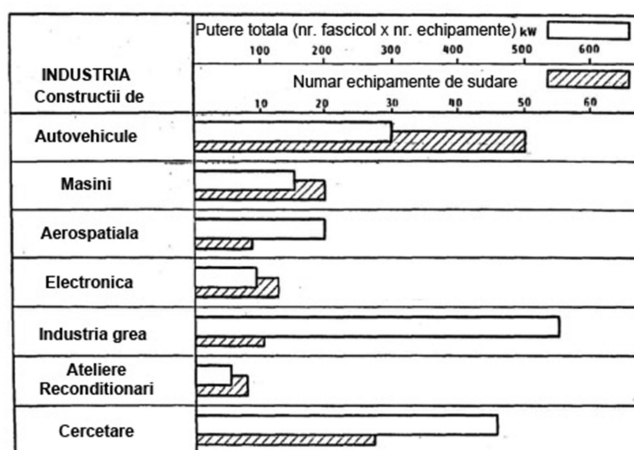 Putere totala (nr. fascicol x nr. echipamente) kW
100 200 300 400 500 600
INDUSTRIA
Constructii de
Numar echipamente de sudare
10 20 30 40 50 60
Autovehicule
Masini
Aerospatiala
Electronica
Industria grea
Ateliere
Reconditionari
Cercetare